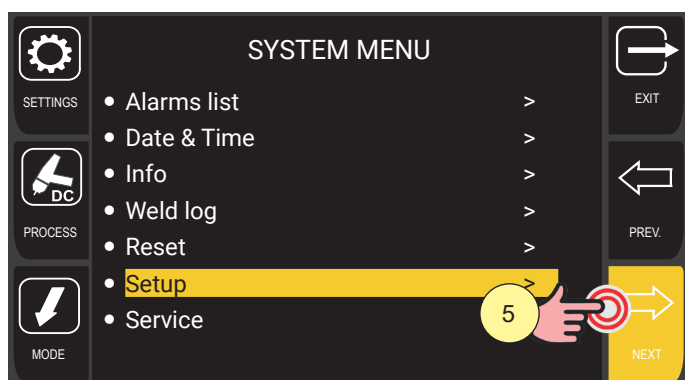 SYSTEM MENU
SETTINGS
EXIT
• Alarms list >
• Date & Time >
• Info >
• Weld log >
• Reset >
• Setup >
• Service
DC
PROCESS
PREV.
5
MODE
NEXT